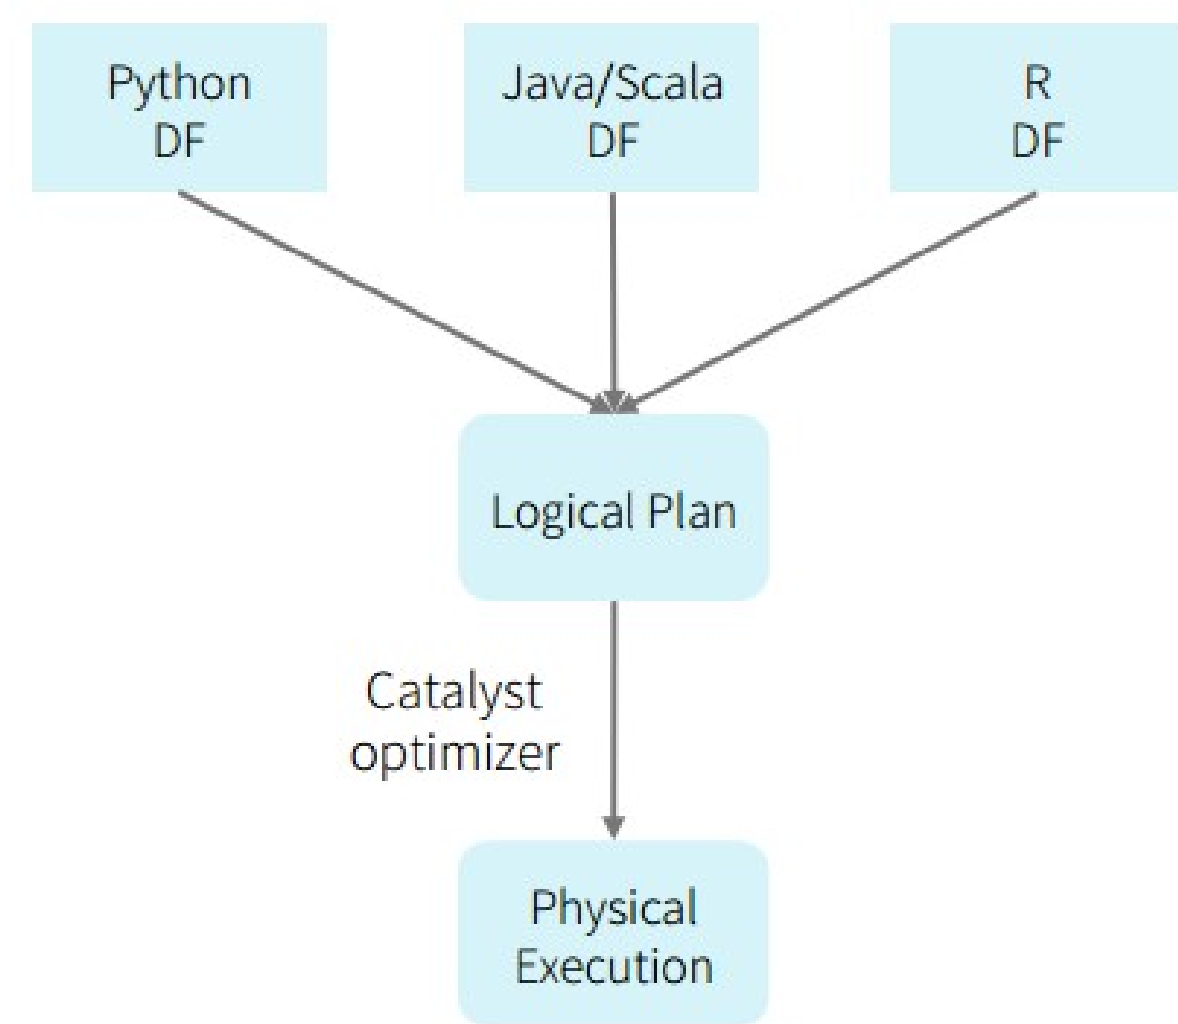 Python
DF
Java/Scala
DF
R
DF
Logical Plan
Catalyst
optimizer
Physical
Execution